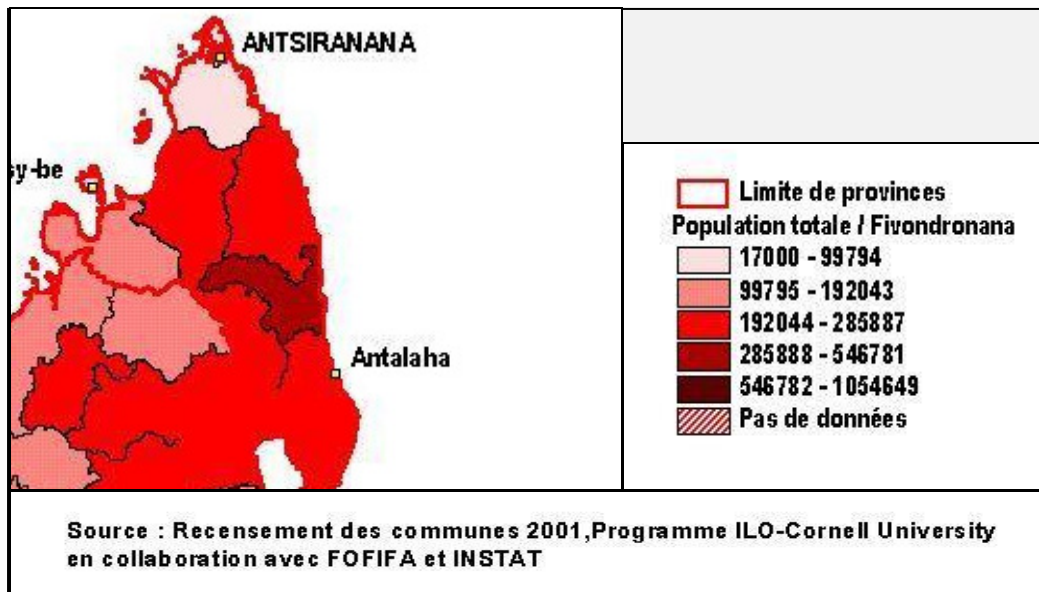 ANTSIRANANA
sy-be
Antalaha
Limite de provinces
Population totale / Fivondronana
17000 - 99794
99795 - 192043
192044 - 285887
285888 - 546781
546782 - 1054649
Pas de données
Source : Recensement des communes 2001,Programme ILO-Cornell University
en collaboration avec FOFIFA et INSTAT